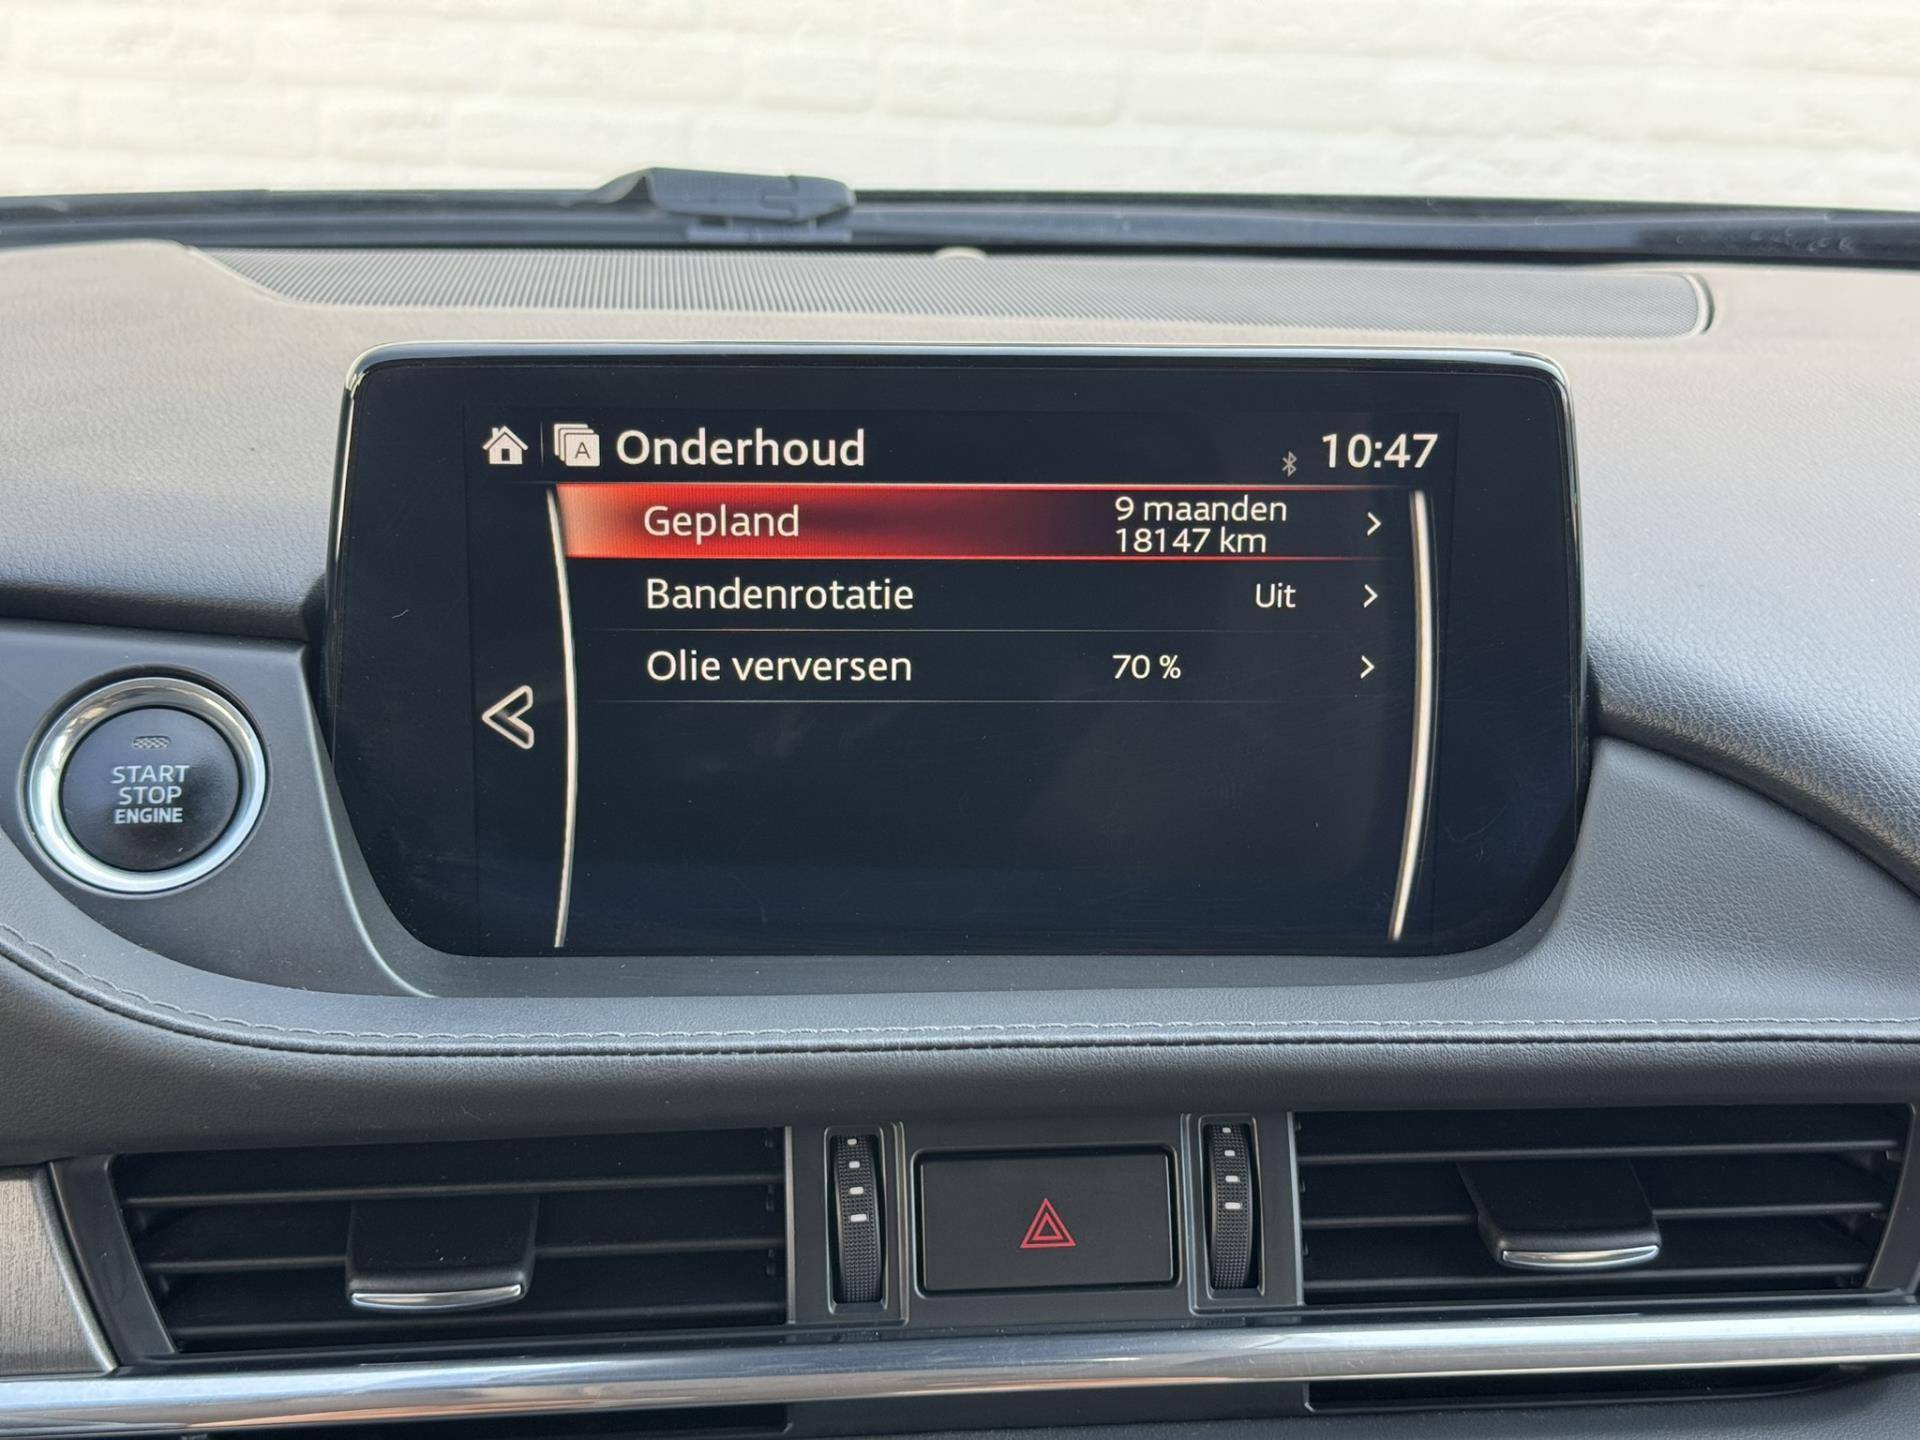 A Onderhoud 10:47
Gepland 9 maanden
18147 km
Bandenrotatie Uit
Olie verversen 70 %
START
STOP
ENGINE